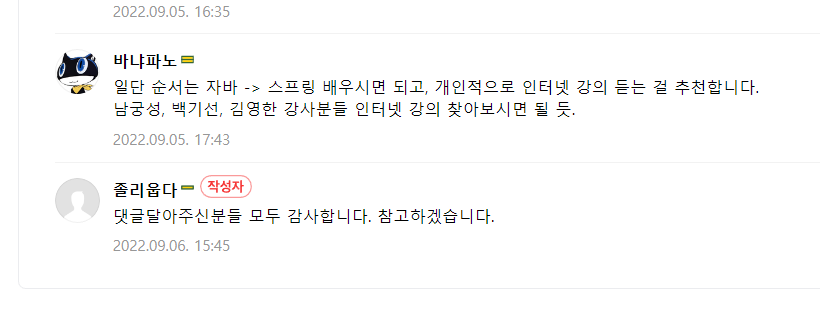 2022.09.05. 16:35
바냐파노
일단 순서는 자바 -> 스프링 배우시면 되고, 개인적으로 인터넷 강의 듣는 걸 추천합니다.
남궁성, 백기선, 김영한 강사분들 인터넷 강의 찾아보시면 될 듯.
2022.09.05. 17:43
졸리웁다 작성자
댓글달아주신분들 모두 감사합니다. 참고하겠습니다.
2022.09.06. 15:45